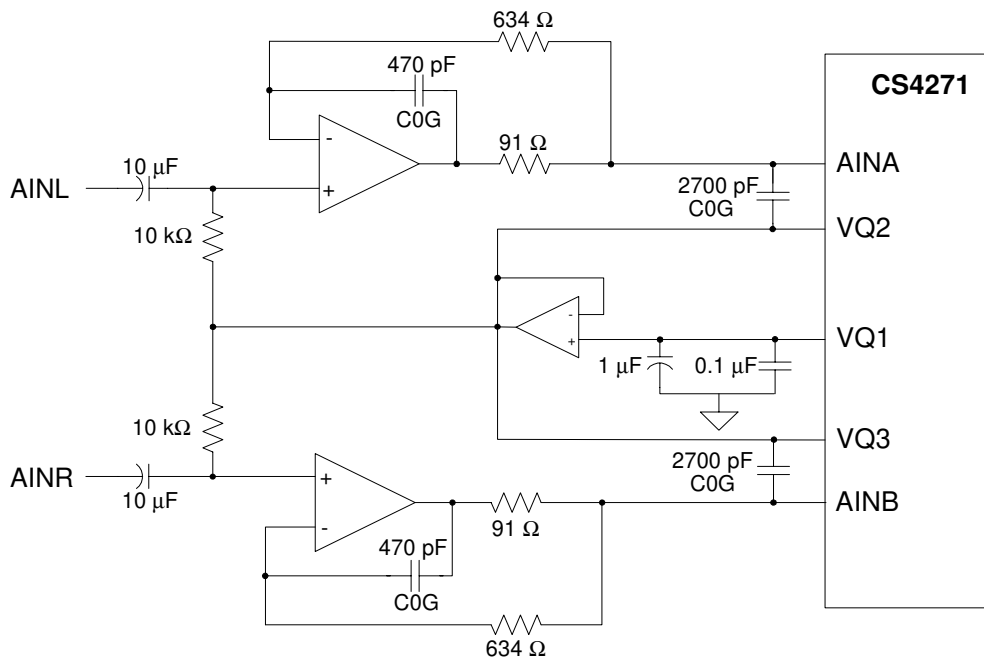 634 Ω
470 pF
C0G
CS4271
-
+
91 Ω
AINA
10 µF
AINL
2700 pF
C0G
10 kΩ
VQ2
-
+
VQ1
1 µF
0.1 µF
10 kΩ
VQ3
2700 pF
C0G
AINR
10 µF
+
-
91 Ω
AINB
470 pF
C0G
634 Ω